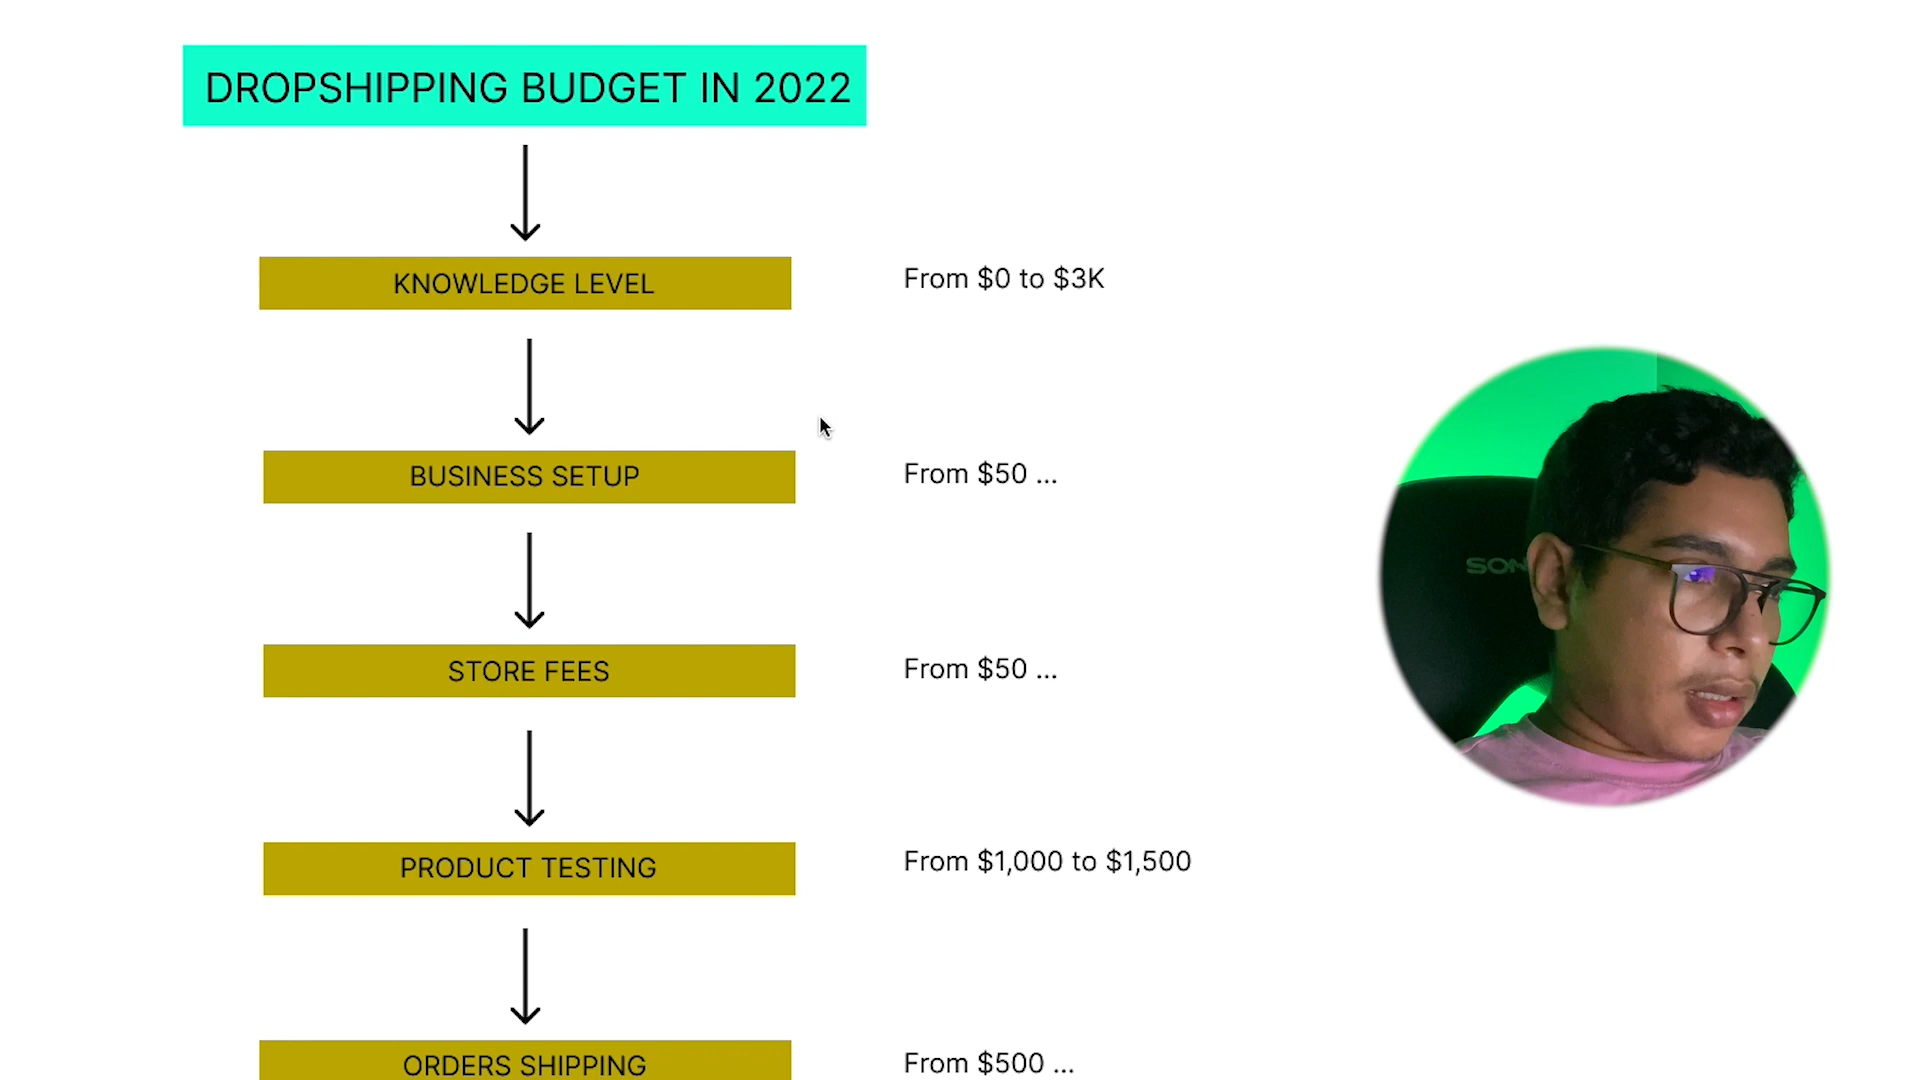 DROPSHIPPING BUDGET IN 2022
KNOWLEDGE LEVEL
From $0 to $3K
BUSINESS SETUP
From $50 ...
STORE FEES
From $50 ...
PRODUCT TESTING
From $1,000 to $1,500
ORDERS SHIPPING
From $500 ...